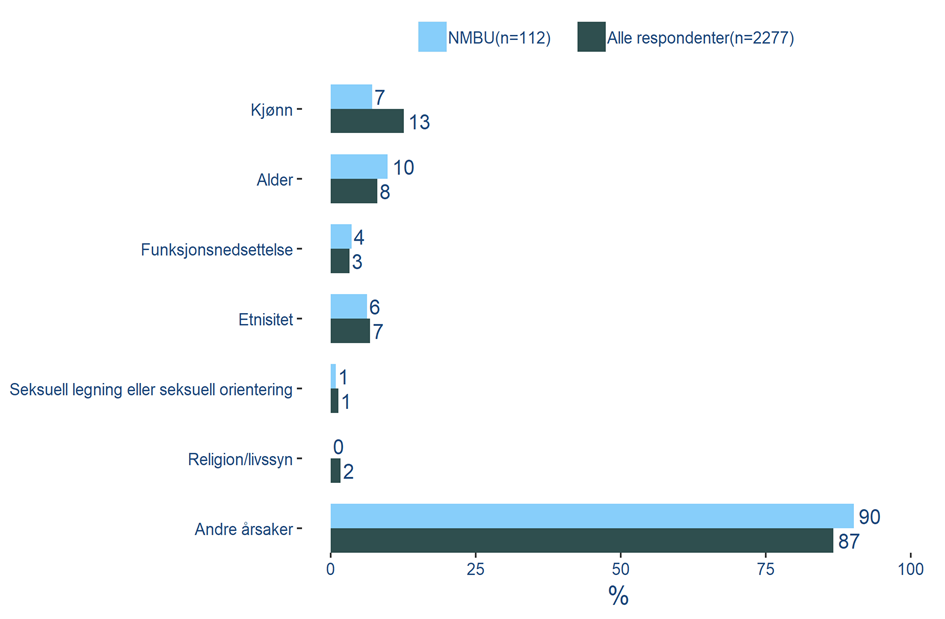 NMBU(n=112) Alle respondenter(n=2277)
Kjønn 7
13
Alder 10
8
Funksjonsnedsettelse 4
3
Etnisitet 6
7
Seksuell legning eller seksuell orientering 1
1
Religion/livssyn 0
2
Andre årsaker 90
87
0 25 50 75 100
%